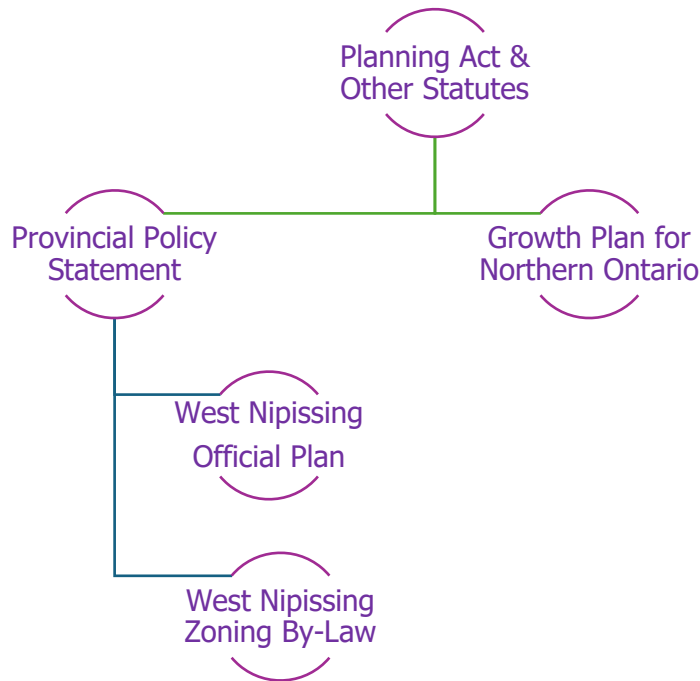 Planning Act &
Other Statutes
Provincial Policy
Statement
Growth Plan for
Northern Ontario
West Nipissing
Official Plan
West Nipissing
Zoning By-Law